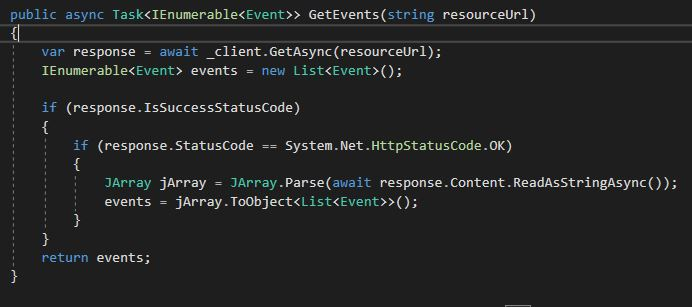 public async Task<IEnumerable<Event>> GetEvents(string resourceUrl)
{
    var response = await _client.GetAsync(resourceUrl);
    IEnumerable<Event> events = new List<Event>();

    if (response.IsSuccessStatusCode)
    {
        if (response.StatusCode == System.Net.HttpStatusCode.OK)
        {
            JArray jArray = JArray.Parse(await response.Content.ReadAsStringAsync());
            events = jArray.ToObject<List<Event>>();
        }
    }
    return events;
}